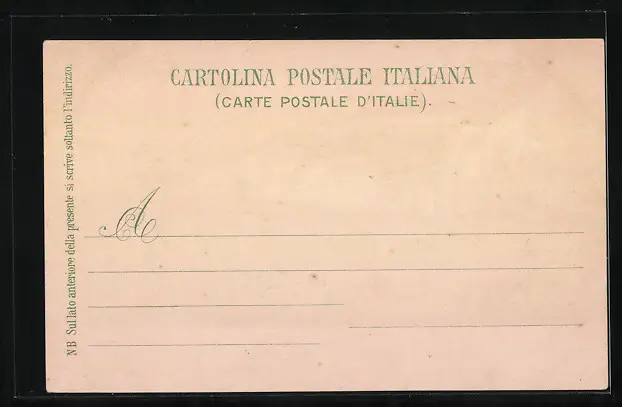 CARTOLINA POSTALE ITALIANA
(CARTE POSTALE D'ITALIE).
NB Sul lato anteriore della presente si scrive soltanto l'indirizzo.
A